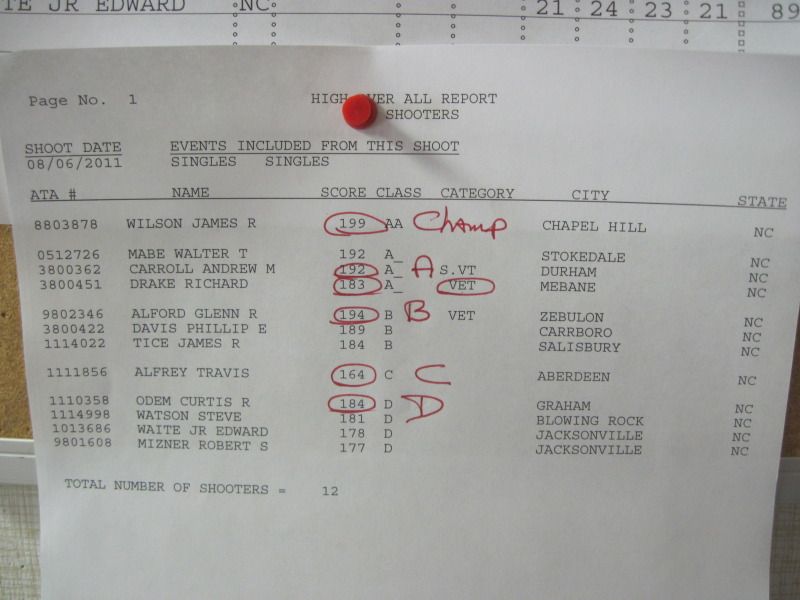 TE JR EDWARD NC 21 24 23 21 89
Page No. 1 HIGH OVER ALL REPORT
SHOOTERS
SHOOT DATE EVENTS INCLUDED FROM THIS SHOOT
08/06/2011 SINGLES SINGLES
ATA # NAME SCORE CLASS CATEGORY CITY STATE
8803878 WILSON JAMES R 199 AA Champ CHAPEL HILL NC
0512726 MABE WALTER T 192 A_ STOKEDALE NC
3800362 CARROLL ANDREW M 192 A_ A S.VT DURHAM NC
3800451 DRAKE RICHARD 183 A_ VET MEBANE NC
9802346 ALFORD GLENN R 194 B B VET ZEBULON NC
3800422 DAVIS PHILLIP E 189 B CARRBORO NC
1114022 TICE JAMES R 184 B SALISBURY NC
1111856 ALFREY TRAVIS 164 C C ABERDEEN NC
1110358 ODEM CURTIS R 184 D D GRAHAM NC
1114998 WATSON STEVE 181 D BLOWING ROCK NC
1013686 WAITE JR EDWARD 178 D JACKSONVILLE NC
9801608 MIZNER ROBERT S 177 D JACKSONVILLE NC
TOTAL NUMBER OF SHOOTERS = 12